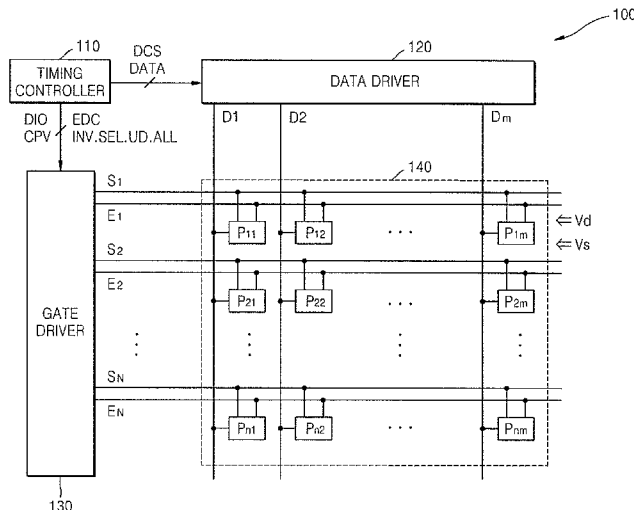 100
110
120
TIMING
CONTROLLER
DCS
DATA
DATA DRIVER
DIO EDC
CPV INV.SEL.UD.ALL
D1 D2 Dm
140
S1
E1
P11 P12 ... P1m
⇐ Vd
⇐ Vs
S2
E2
P21 P22 ... P2m
GATE
DRIVER
SN
EN
Pn1 Pn2 ... Pnm
130